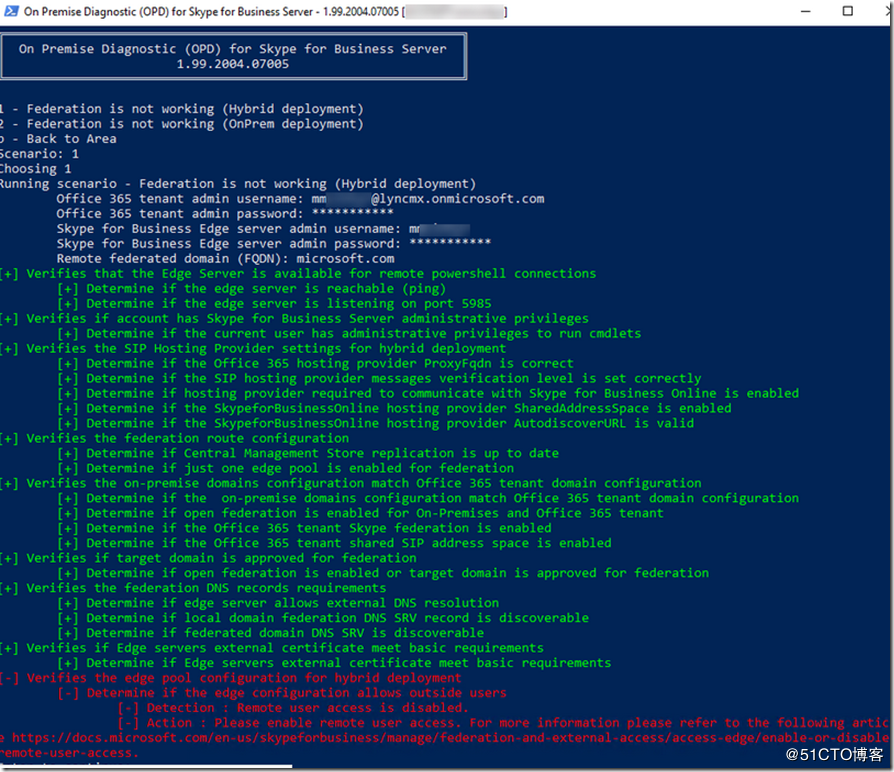 On Premise Diagnostic (OPD) for Skype for Business Server - 1.99.2004.07005 [
]
On Premise Diagnostic (OPD) for Skype for Business Server
1.99.2004.07005
1 - Federation is not working (Hybrid deployment)
2 - Federation is not working (OnPrem deployment)
b - Back to Area
Scenario: 1
Choosing 1
Running scenario - Federation is not working (Hybrid deployment)
Office 365 tenant admin username: mm @lyncmx.onmicrosoft.com
Office 365 tenant admin password: ***********
Skype for Business Edge server admin username:
Skype for Business Edge server admin password: ***********
Remote federated domain (FQDN): microsoft.com
[+] Verifies that the Edge Server is available for remote powershell connections
[+] Determine if the edge server is reachable (ping)
[+] Determine if the edge server is listening on port 5985
[+] Verifies if account has Skype for Business Server administrative privileges
[+] Determine if the current user has administrative privileges to run cmdlets
[+] Verifies the SIP Hosting Provider settings for hybrid deployment
[+] Determine if the Office 365 hosting provider ProxyFqdn is correct
[+] Determine if the SIP hosting provider messages verification level is set correctly
[+] Determine if hosting provider required to communicate with Skype for Business Online is enabled
[+] Determine if the SkypeforBusinessOnline hosting provider SharedAddressSpace is enabled
[+] Determine if the SkypeforBusinessOnline hosting provider AutodiscoverURL is valid
[+] Verifies the federation route configuration
[+] Determine if Central Management Store replication is up to date
[+] Determine if just one edge pool is enabled for federation
[+] Verifies the on-premise domains configuration match Office 365 tenant domain configuration
[+] Determine if the  on-premise domains configuration match Office 365 tenant domain configuration
[+] Determine if open federation is enabled for On-Premises and Office 365 tenant
[+] Determine if the Office 365 tenant Skype federation is enabled
[+] Determine if the Office 365 tenant shared SIP address space is enabled
[+] Verifies if target domain is approved for federation
[+] Determine if open federation is enabled or target domain is approved for federation
[+] Verifies the federation DNS records requirements
[+] Determine if edge server allows external DNS resolution
[+] Determine if local domain federation DNS SRV record is discoverable
[+] Determine if federated domain DNS SRV is discoverable
[+] Verifies if Edge servers external certificate meet basic requirements
[+] Determine if Edge servers external certificate meet basic requirements
[-] Verifies the edge pool configuration for hybrid deployment
[-] Determine if the edge configuration allows outside users
[-] Detection : Remote user access is disabled.
[-] Action : Please enable remote user access. For more information please refer to the following artic
e https://docs.microsoft.com/en-us/skypeforbusiness/manage/federation-and-external-access/access-edge/enable-or-disable
remote-user-access.
@51CTO博客